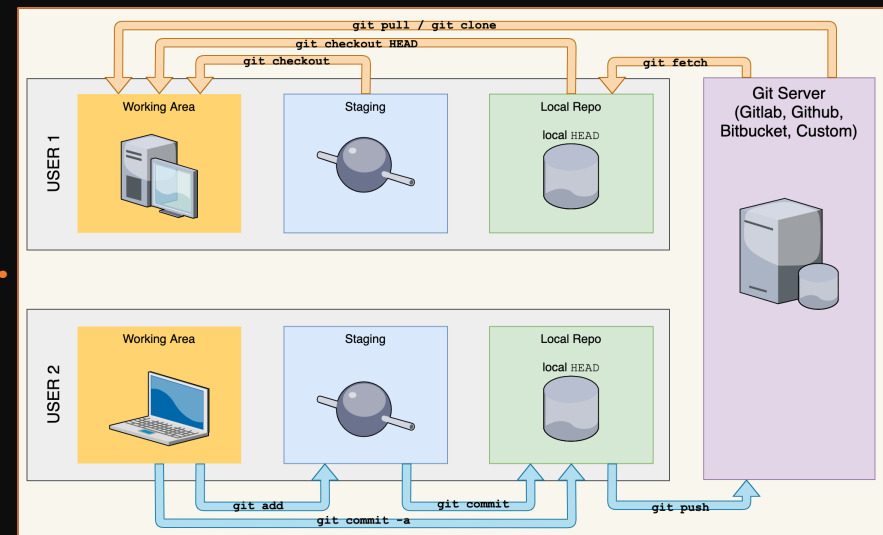 git pull / git clone
git checkout HEAD
git checkout
git fetch
USER 1
Working Area
Staging
Local Repo
local HEAD
Git Server
(Gitlab, Github,
Bitbucket, Custom)
USER 2
Working Area
Staging
Local Repo
local HEAD
git add
git commit
git push
git commit -a